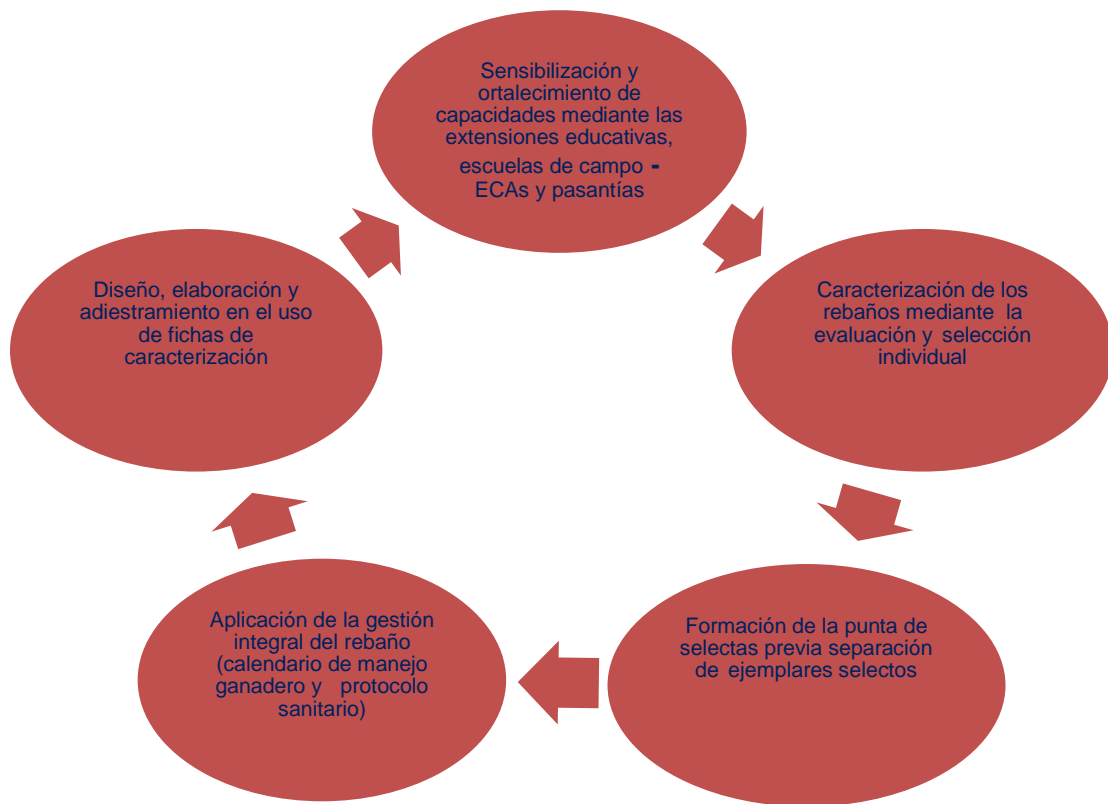 Sensibilización y
ortalecimiento de
capacidades mediante las
extensiones educativas,
escuelas de campo -
ECAs y pasantías
Caracterización de los
rebaños mediante la
evaluación y selección
individual
Formación de la punta de
selectas previa separación
de ejemplares selectos
Aplicación de la gestión
integral del rebaño
(calendario de manejo
ganadero y protocolo
sanitario)
Diseño, elaboración y
adiestramiento en el uso
de fichas de
caracterización